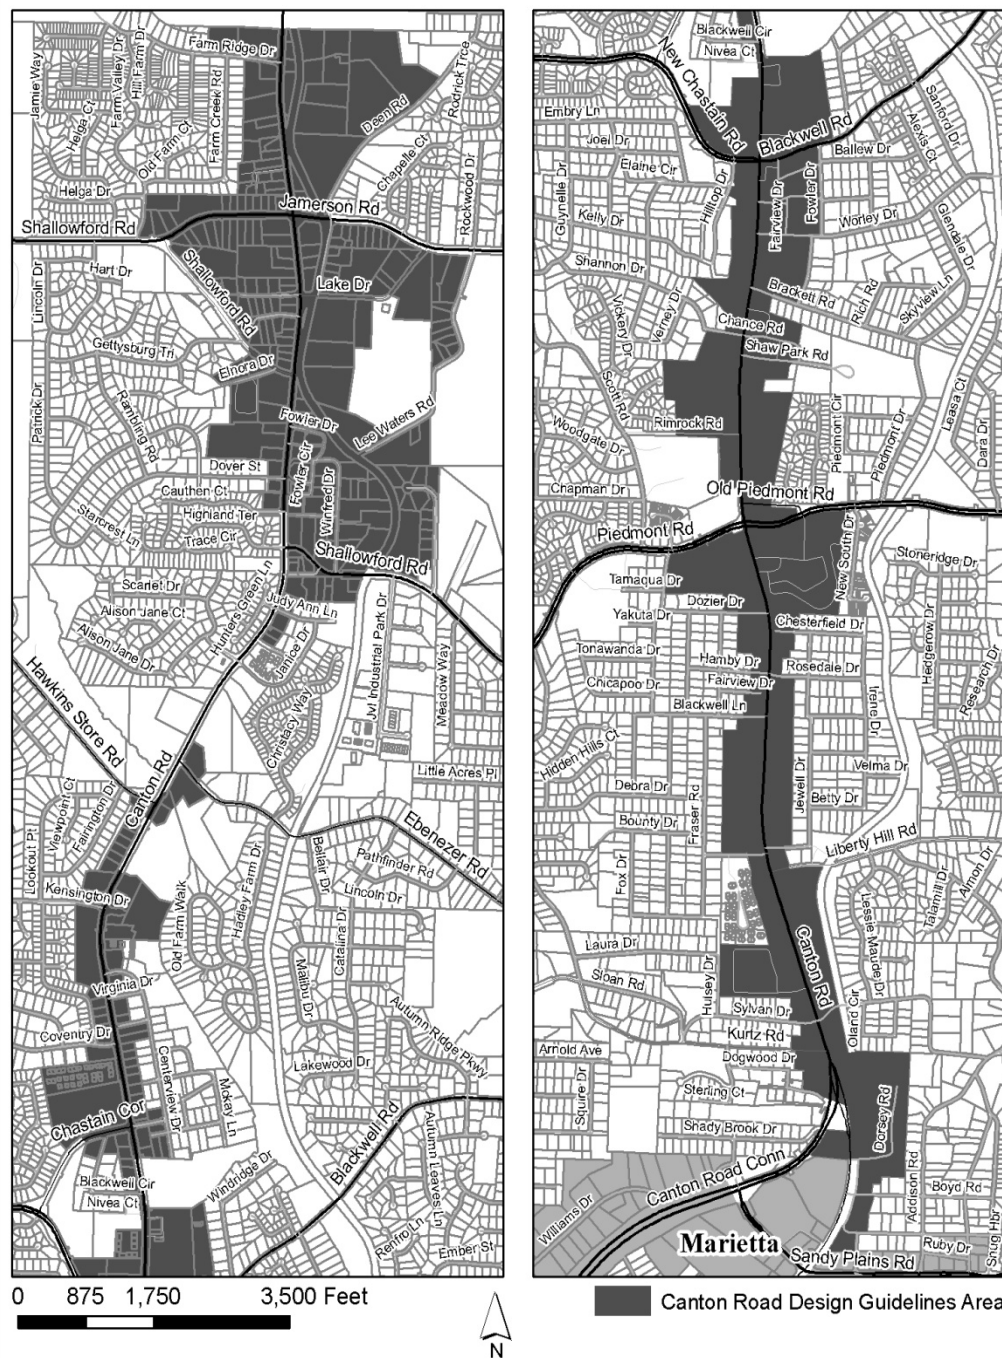 Farm Ridge Dr
Jamie Way
Farm Valley Dr
Hill Farm Dr
Helga Ct
Old Farm Ct
Farm Creek Rd
Deen Rd
Rodrick Trce
Chapelle Ct
Rockwood Dr
Helga Dr
Shallowford Rd
Jamerson Rd
Hart Dr
Lincoln Dr
Shallowford Rd
Lake Dr
Gettysburg Trl
Elnora Dr
Patrick Dr
Rambling Rd
Fowler Dr
Lee Waters Rd
Dover St
Fowler Cir
Winfred Dr
Cauthen Ct
Highland Ter
Starcrest Ln
Trace Cir
Shallowford Rd
Scarlet Dr
Hunters Green Ln
Judy Ann Ln
Alison Jane Ct
Alison Jane Dr
Janice Dr
Jvl Industrial Park Dr
Meadow Way
Hawkins Store Rd
Christacy Way
Canton Rd
Little Acres Pl
Viewpoint Ct
Fairington Dr
Lookout Pt
Ebenezer Rd
Bellair Dr
Pathfinder Rd
Lincoln Dr
Kensington Dr
Old Farm Walk
Hadley Farm Dr
Catalina Dr
Malibu Dr
Virginia Dr
Coventry Dr
Autumn Ridge Pkwy
Centerview Dr
Mckay Ln
Lakewood Dr
Chastain Cor
Blackwell Rd
Autumn Leaves Ln
Blackwell Cir
Nivea Ct
Windridge Dr
Renfro Ln
Ember St
Blackwell Cir
Nivea Ct
New Chastain Rd
Embry Ln
Joel Dr
Elaine Cir
Blackwell Rd
Ballew Dr
Alexis Ct
Sanford Dr
Guynelle Dr
Kelly Dr
Hilltop Dr
Fairview Dr
Fowler Dr
Worley Dr
Glendale Dr
Shannon Dr
Vickery Dr
Verney Dr
Brackett Rd
Rich Rd
Skyview Ln
Chance Rd
Shaw Park Rd
Scott Rd
Leasa Ct
Dara Dr
Rimrock Rd
Woodgate Dr
Piedmont Cir
Piedmont Dr
Chapman Dr
Old Piedmont Rd
Piedmont Rd
New South Dr
Stoneridge Dr
Tamaqua Dr
Dozier Dr
Yakuta Dr
Chesterfield Dr
Hedgerow Dr
Research Dr
Tonawanda Dr
Hamby Dr
Rosedale Dr
Chicapoo Dr
Fairview Dr
Irene Dr
Blackwell Ln
Hidden Hills Ct
Velma Dr
Debra Dr
Jewell Dr
Betty Dr
Fraser Rd
Bounty Dr
Liberty Hill Rd
Fox Dr
Talamill Dr
Almon Dr
Lessie Maude Dr
Laura Dr
Canton Rd
Sloan Rd
Hulsey Dr
Sylvan Dr
Oland Cir
Kurtz Rd
Arnold Ave
Dogwood Dr
Squire Dr
Sterling Ct
Dorsey Rd
Shady Brook Dr
Addison Rd
Canton Road Conn
Boyd Rd
Williams Dr
Marietta
Ruby Dr
Snug Hbr
Sandy Plains Rd
0 875 1,750 3,500 Feet
N
Canton Road Design Guidelines Area